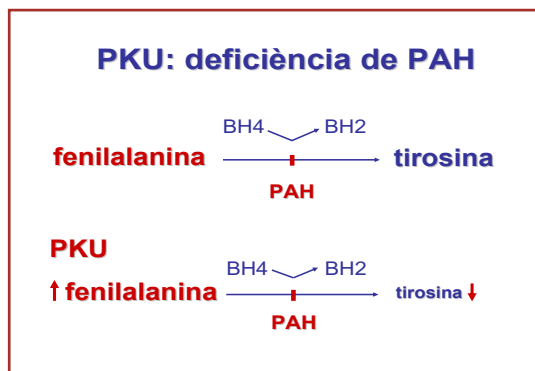 PKU: deficiència de PAH
BH4 BH2
fenilalanina tirosina
PAH
PKU
BH4 BH2
fenilalanina tirosina
PAH